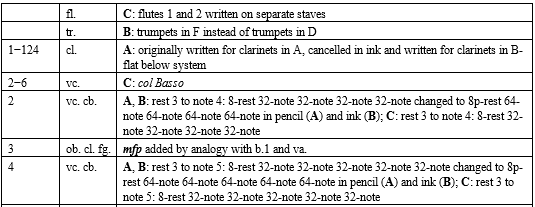 fl. C: flutes 1 and 2 written on separate staves
tr. B: trumpets in F instead of trumpets in D
1−124 cl. A: originally written for clarinets in A, cancelled in ink and written for clarinets in B-
flat below system
2−6 vc. C: col Basso
2 vc. cb. A, B: rest 3 to note 4: 8-rest 32-note 32-note 32-note 32-note changed to 8p-rest 64-
note 64-note 64-note 64-note in pencil (A) and ink (B); C: rest 3 to note 4: 8-rest 32-
note 32-note 32-note 32-note
3 ob. cl. fg. mfp added by analogy with b.1 and va.
4 vc. cb. A, B: rest 3 to note 5: 8-rest 32-note 32-note 32-note 32-note 32-note changed to 8p-
rest 64-note 64-note 64-note 64-note 64-note in pencil (A) and ink (B); C: rest 3 to
note 5: 8-rest 32-note 32-note 32-note 32-note 32-note